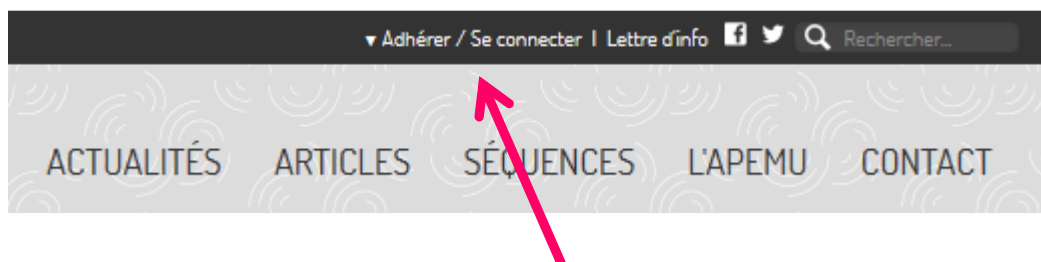 ▾ Adhérer / Se connecter | Lettre d'info Rechercher...
ACTUALITÉS ARTICLES SÉQUENCES L'APEMU CONTACT